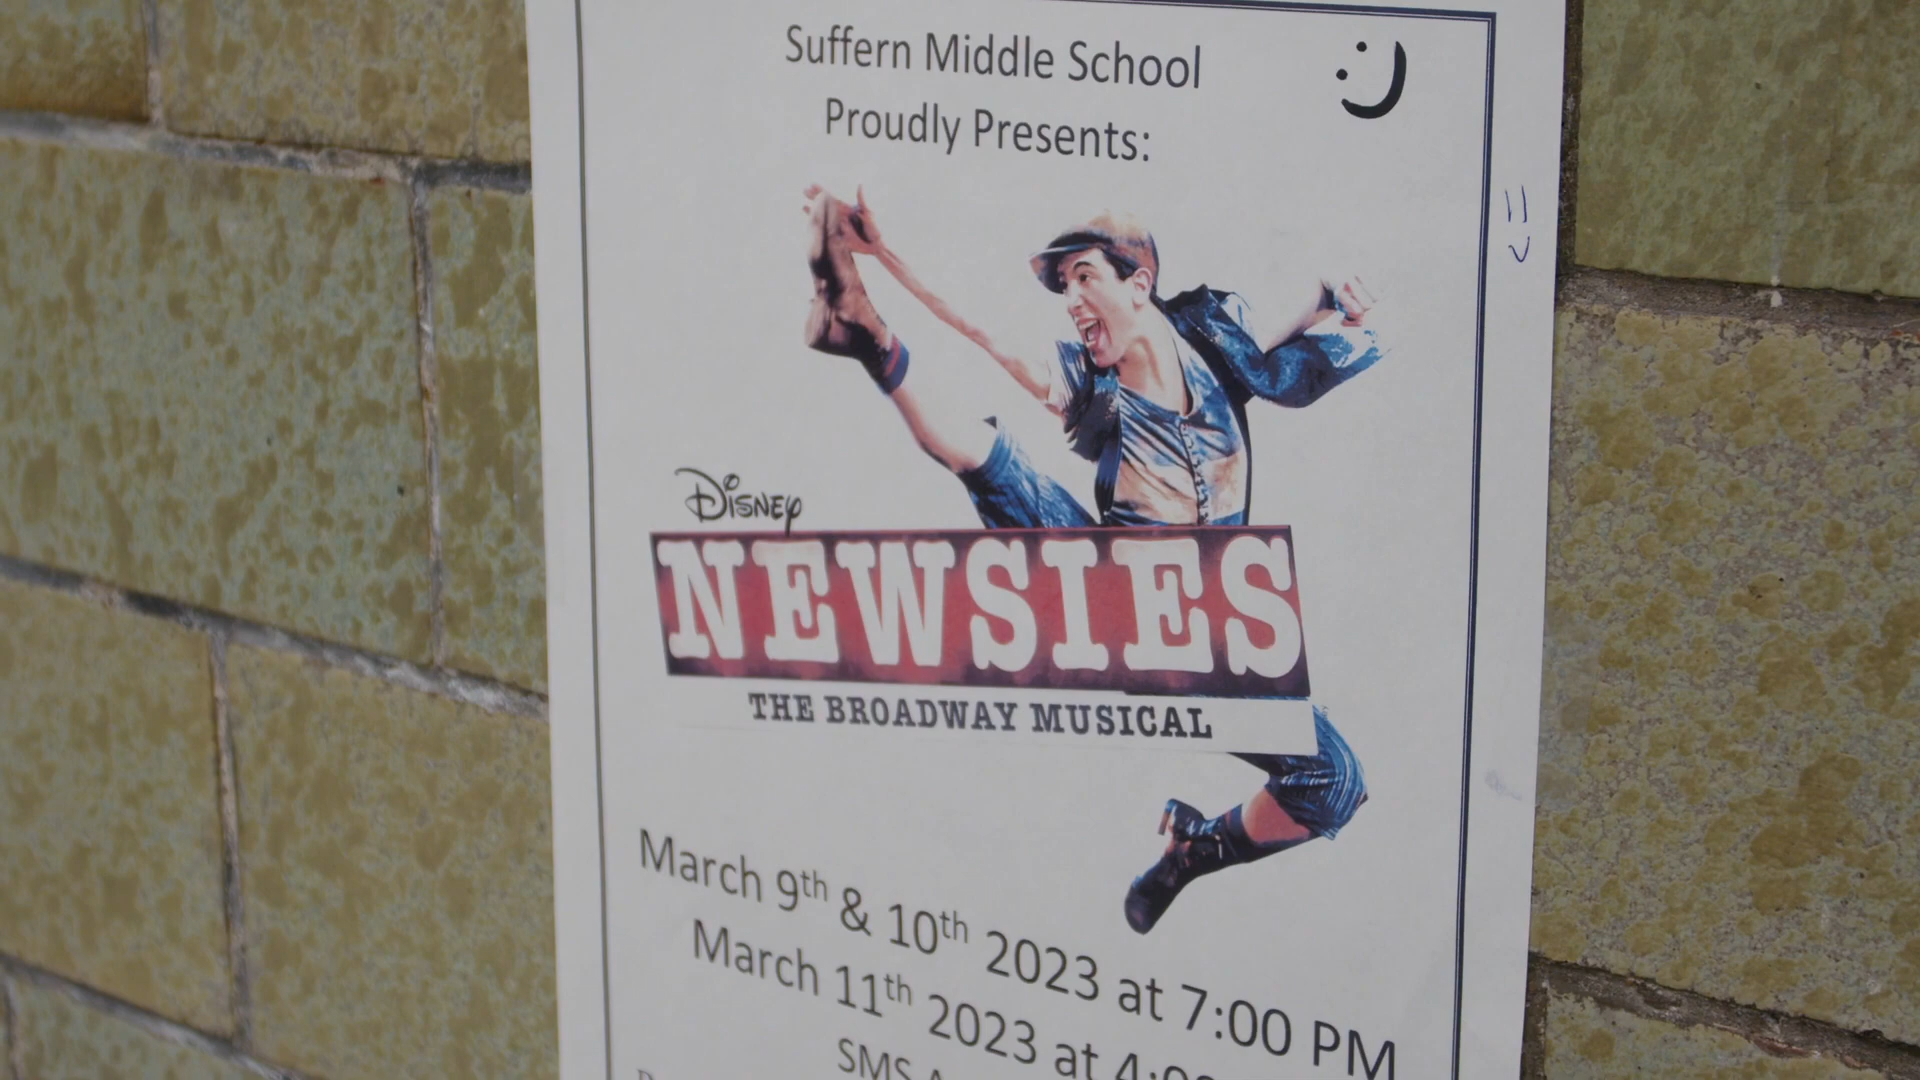 Suffern Middle School
Proudly Presents:
Disney
NEWSIES
THE BROADWAY MUSICAL
March 9th & 10th 2023 at 7:00 PM
March 11th 2023 at
SMS